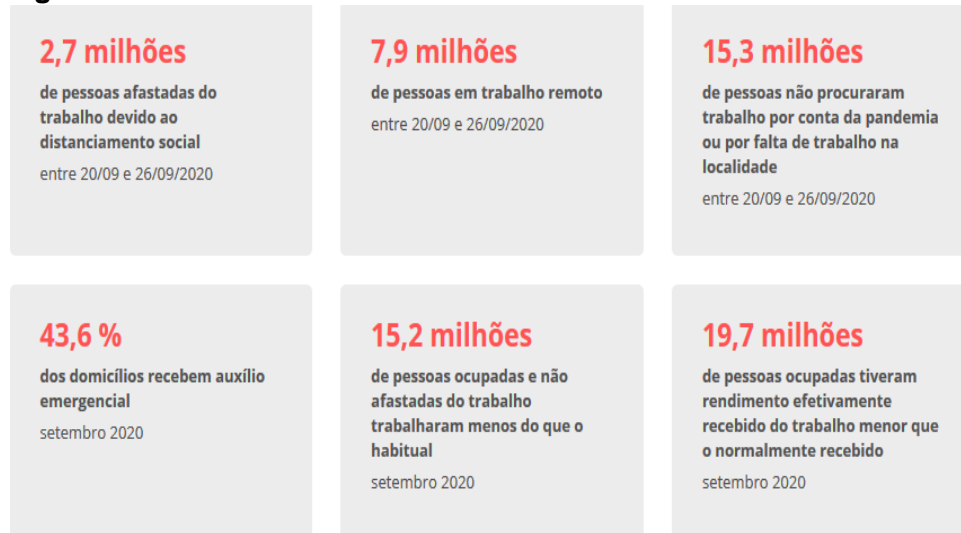 2,7 milhões
de pessoas afastadas do
trabalho devido ao
distanciamento social
entre 20/09 e 26/09/2020
7,9 milhões
de pessoas em trabalho remoto
entre 20/09 e 26/09/2020
15,3 milhões
de pessoas não procuraram
trabalho por conta da pandemia
ou por falta de trabalho na
localidade
entre 20/09 e 26/09/2020
43,6 %
dos domicílios recebem auxílio
emergencial
setembro 2020
15,2 milhões
de pessoas ocupadas e não
afastadas do trabalho
trabalharam menos do que o
habitual
setembro 2020
19,7 milhões
de pessoas ocupadas tiveram
rendimento efetivamente
recebido do trabalho menor que
o normalmente recebido
setembro 2020